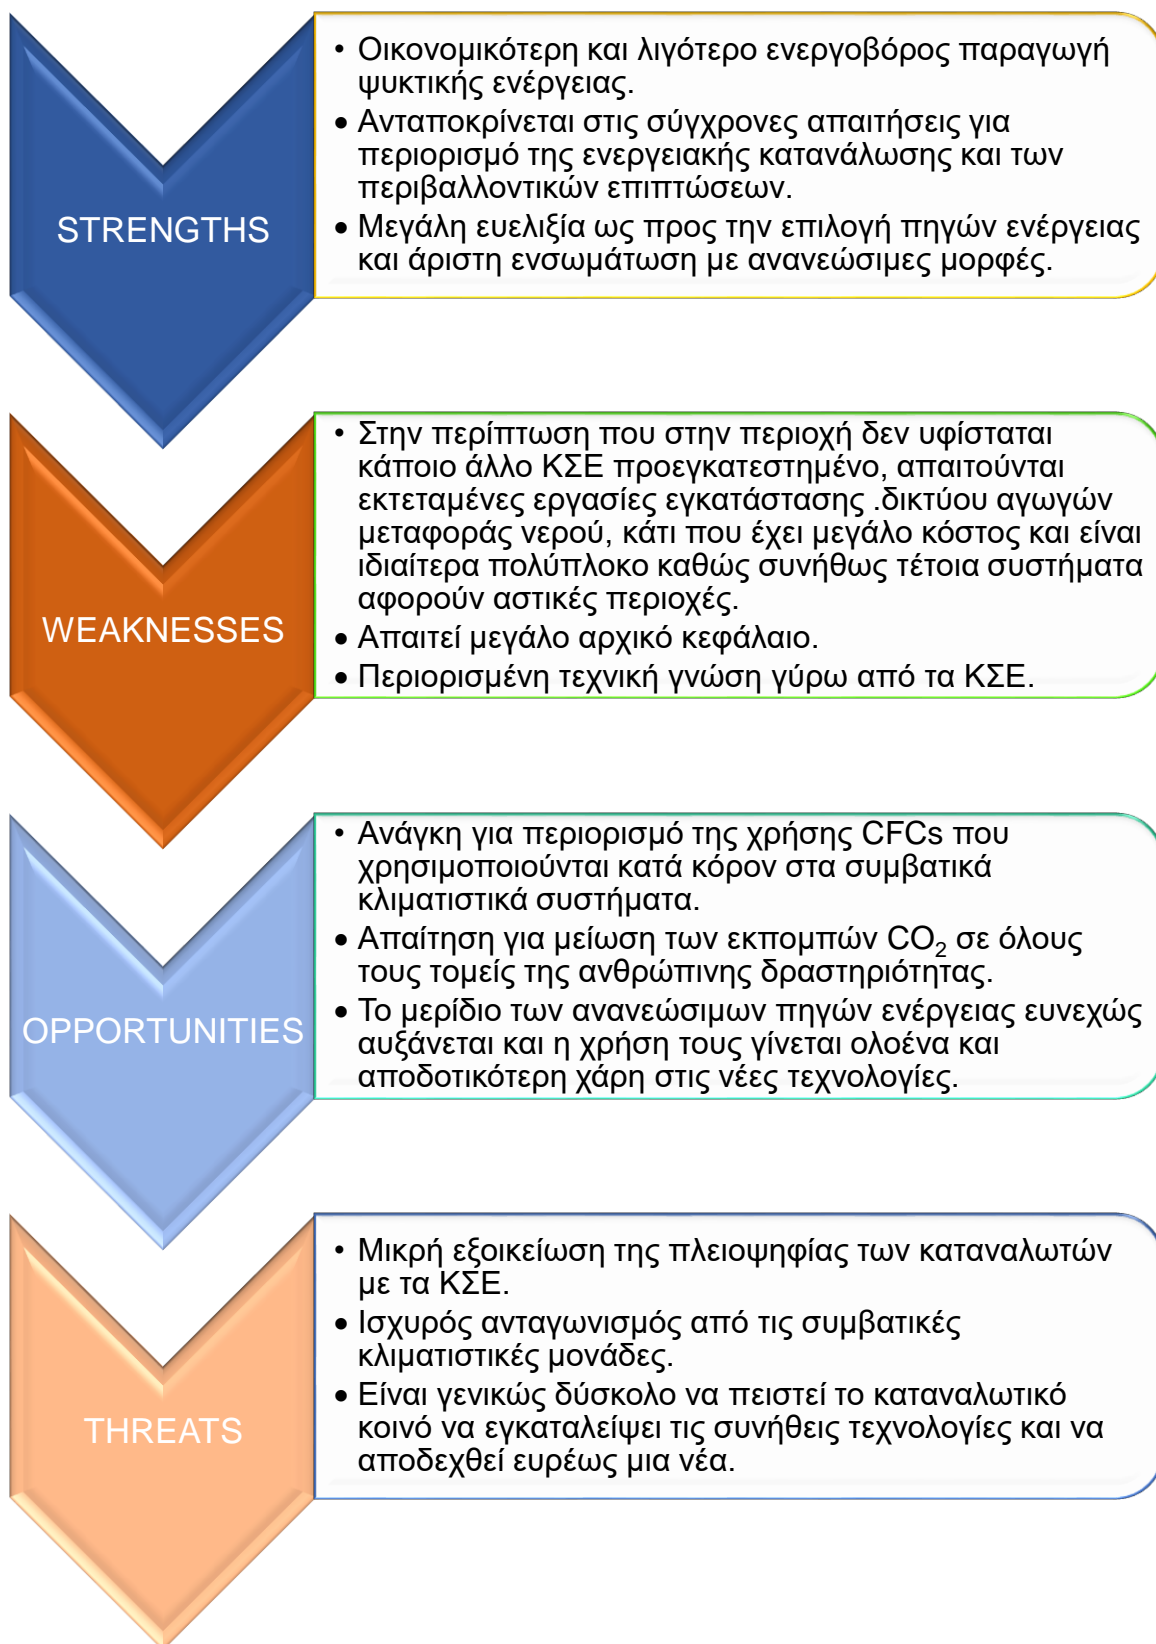 STRENGTHS
• Οικονομικότερη και λιγότερο ενεργοβόρος παραγωγή
ψυκτικής ενέργειας.
• Ανταποκρίνεται στις σύγχρονες απαιτήσεις για
περιορισμό της ενεργειακής κατανάλωσης και των
περιβαλλοντικών επιπτώσεων.
• Μεγάλη ευελιξία ως προς την επιλογή πηγών ενέργειας
και άριστη ενσωμάτωση με ανανεώσιμες μορφές.
WEAKNESSES
• Στην περίπτωση που στην περιοχή δεν υφίσταται
κάποιο άλλο ΚΣΕ προεγκατεστημένο, απαιτούνται
εκτεταμένες εργασίες εγκατάστασης .δικτύου αγωγών
μεταφοράς νερού, κάτι που έχει μεγάλο κόστος και είναι
ιδιαίτερα πολύπλοκο καθώς συνήθως τέτοια συστήματα
αφορούν αστικές περιοχές.
• Απαιτεί μεγάλο αρχικό κεφάλαιο.
• Περιορισμένη τεχνική γνώση γύρω από τα ΚΣΕ.
OPPORTUNITIES
• Ανάγκη για περιορισμό της χρήσης CFCs που
χρησιμοποιούνται κατά κόρον στα συμβατικά
κλιματιστικά συστήματα.
• Απαίτηση για μείωση των εκπομπών CO₂ σε όλους
τους τομείς της ανθρώπινης δραστηριότητας.
• Το μερίδιο των ανανεώσιμων πηγών ενέργειας ευνεχώς
αυξάνεται και η χρήση τους γίνεται ολοένα και
αποδοτικότερη χάρη στις νέες τεχνολογίες.
THREATS
• Μικρή εξοικείωση της πλειοψηφίας των καταναλωτών
με τα ΚΣΕ.
• Ισχυρός ανταγωνισμός από τις συμβατικές
κλιματιστικές μονάδες.
• Είναι γενικώς δύσκολο να πειστεί το καταναλωτικό
κοινό να εγκαταλείψει τις συνήθεις τεχνολογίες και να
αποδεχθεί ευρέως μια νέα.